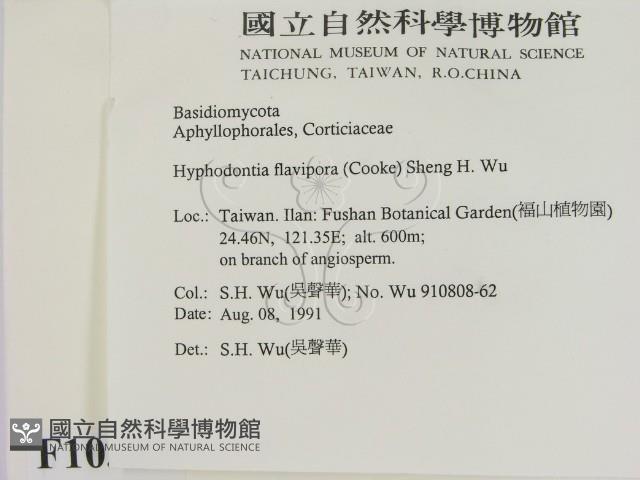 國立自然科學博物館
NATIONAL MUSEUM OF NATURAL SCIENCE
TAICHUNG, TAIWAN, R.O.CHINA
Basidiomycota
Aphyllophorales, Corticiaceae
Hyphodontia flavipora (Cooke) Sheng H. Wu
Loc.: Taiwan. Ilan: Fushan Botanical Garden(福山植物園)
24.46N, 121.35E; alt. 600m;
on branch of angiosperm.
Col.: S.H. Wu(吳聲華); No. Wu 910808-62
Date: Aug. 08, 1991
Det.: S.H. Wu(吳聲華)
國立自然科學博物館
NATIONAL MUSEUM OF NATURAL SCIENCE